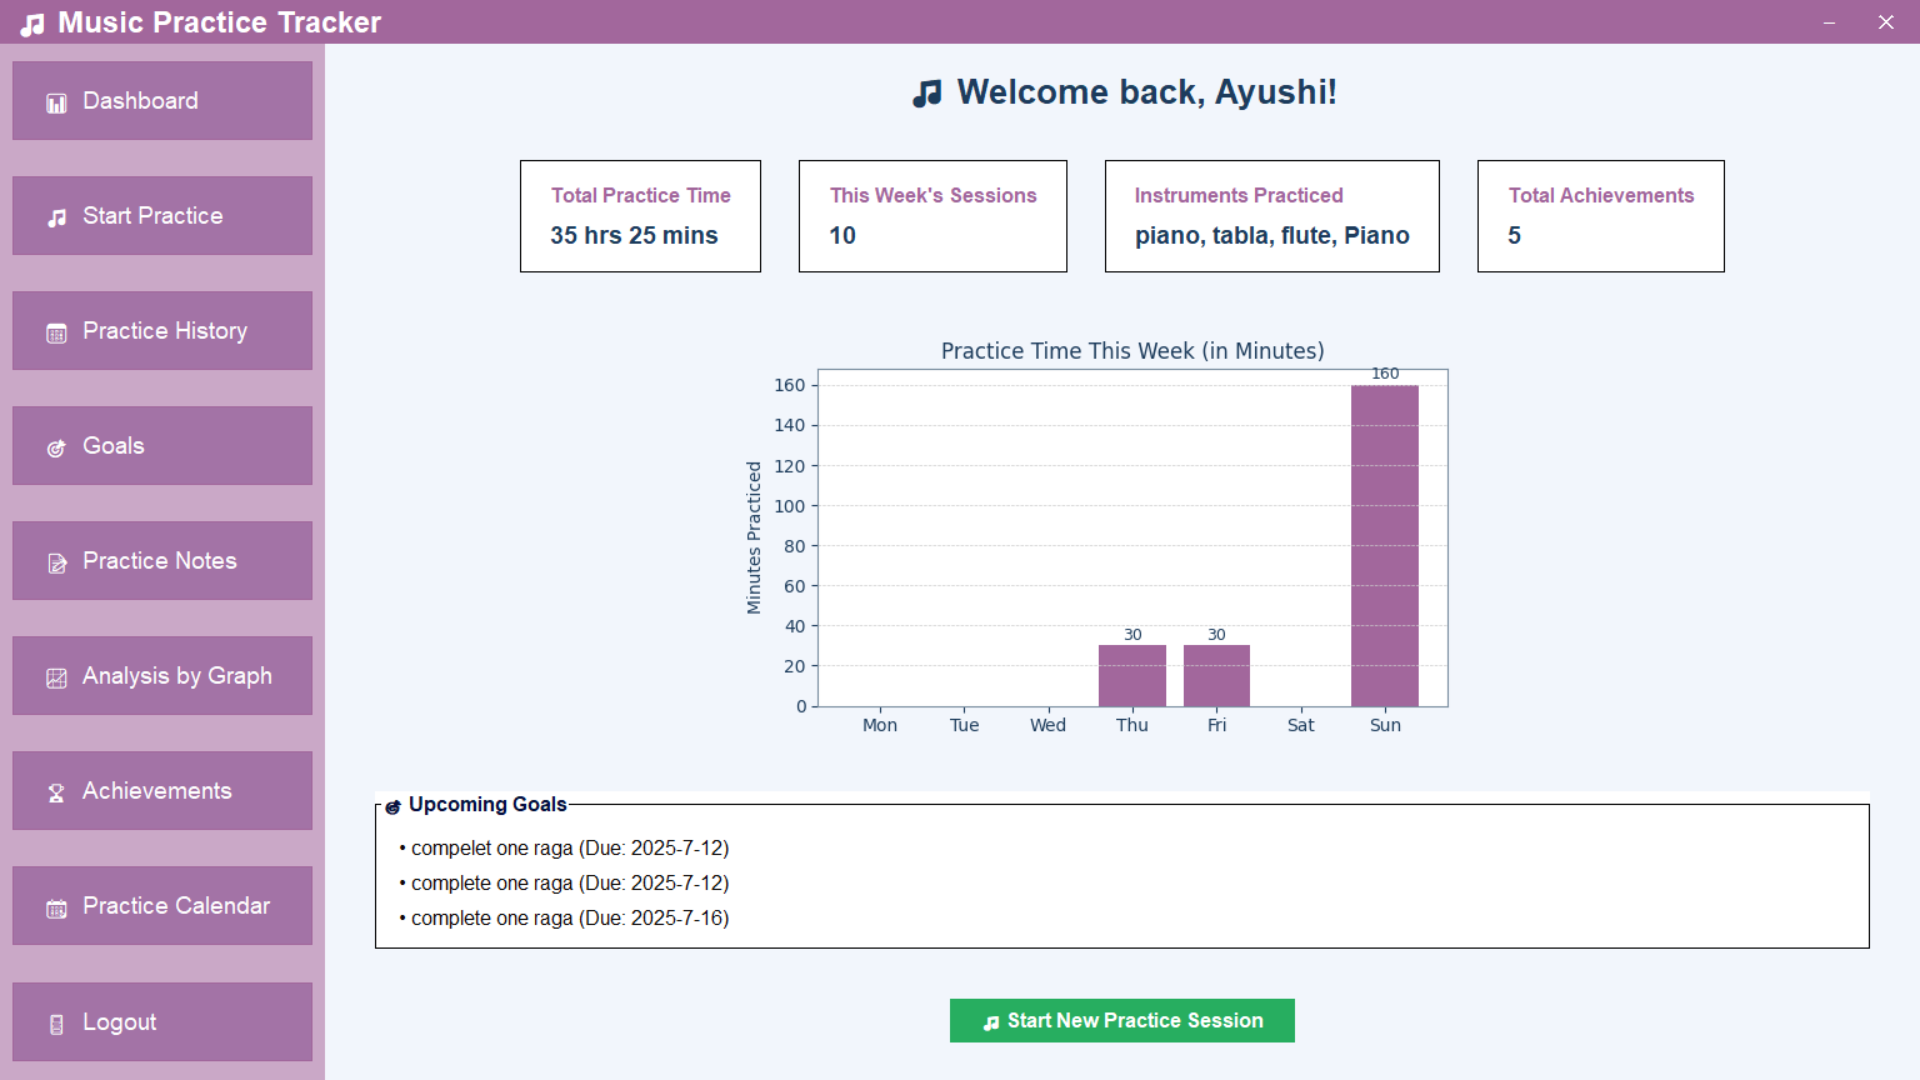 Music Practice Tracker
Dashboard
Start Practice
Practice History
Goals
Practice Notes
Analysis by Graph
Achievements
Practice Calendar
Logout
Welcome back, Ayushi!
Total Practice Time
35 hrs 25 mins
This Week's Sessions
10
Instruments Practiced
piano, tabla, flute, Piano
Total Achievements
5
Practice Time This Week (in Minutes)
Minutes Practiced
160
140
120
100
80
60
40
20
0
30
30
160
Mon Tue Wed Thu Fri Sat Sun
Upcoming Goals
• compelet one raga (Due: 2025-7-12)
• complete one raga (Due: 2025-7-12)
• complete one raga (Due: 2025-7-16)
Start New Practice Session